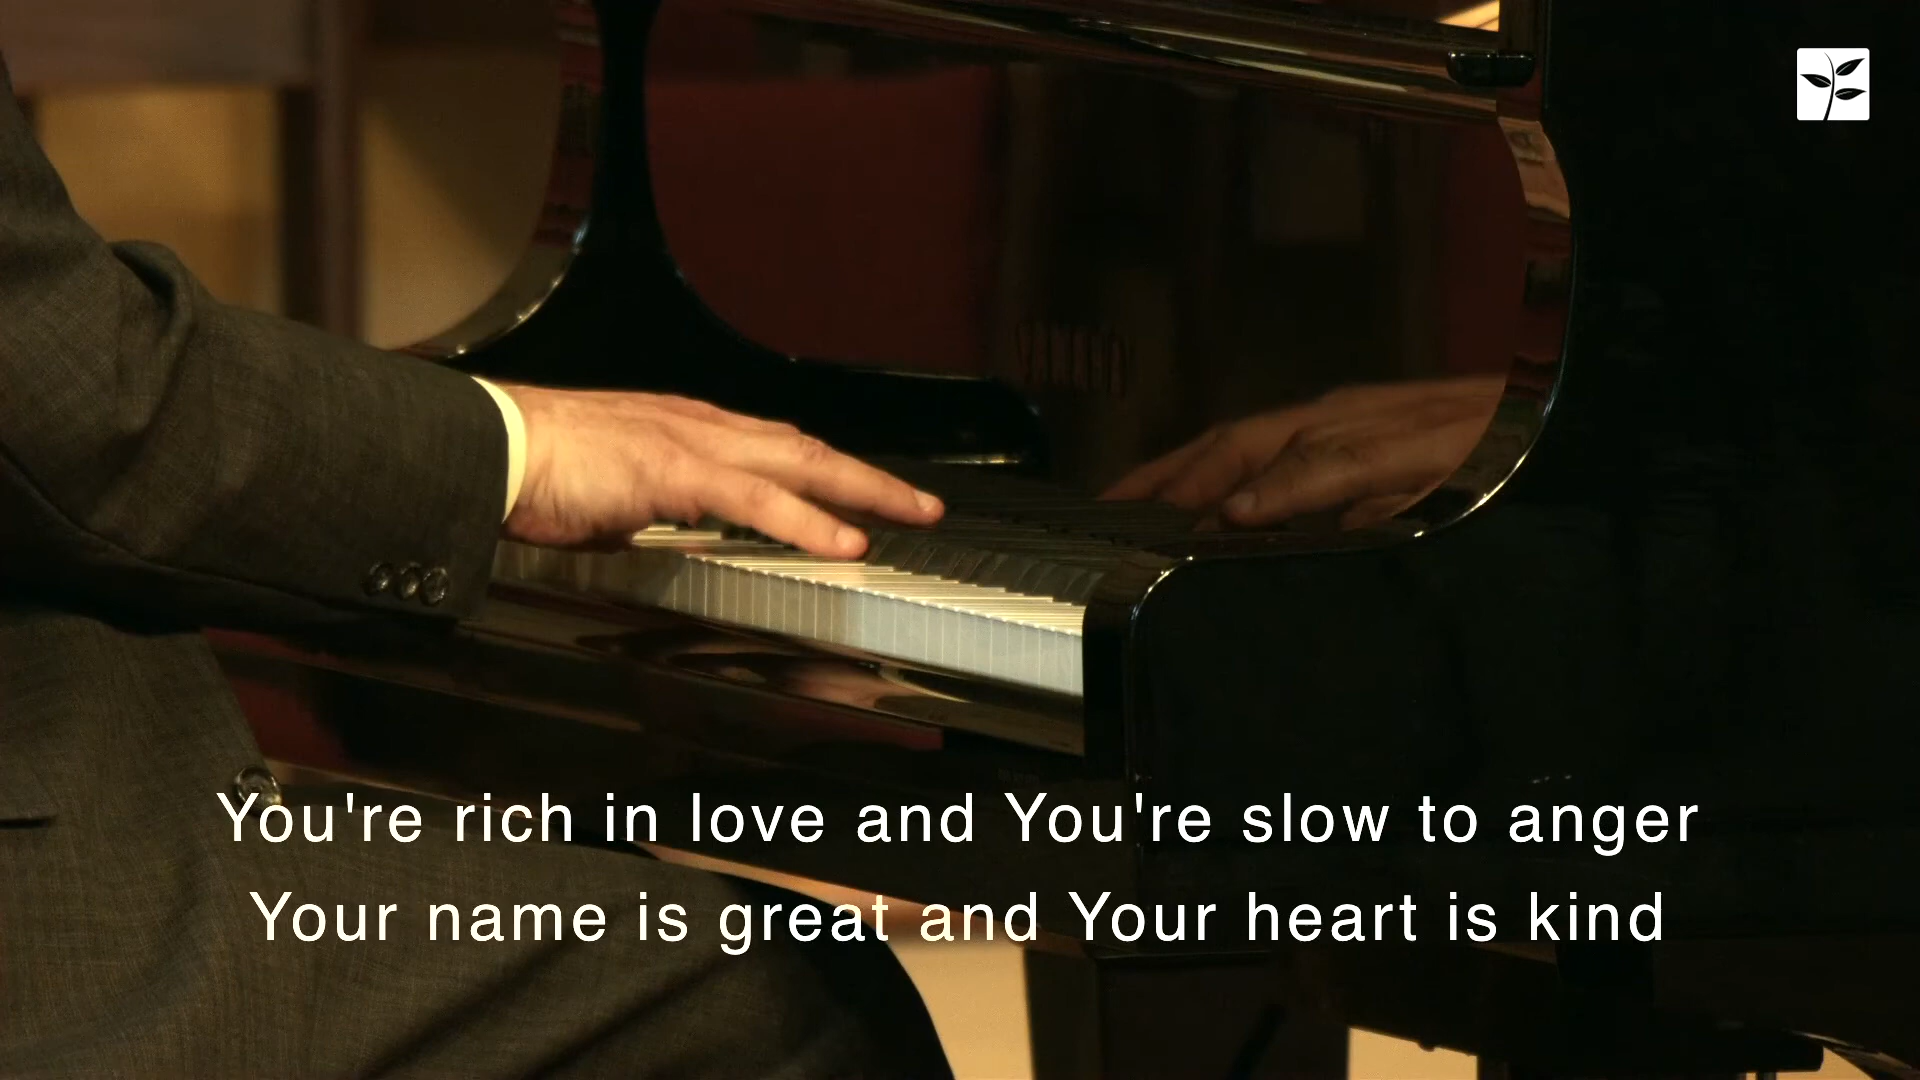 You're rich in love and You're slow to anger
Your name is great and Your heart is kind